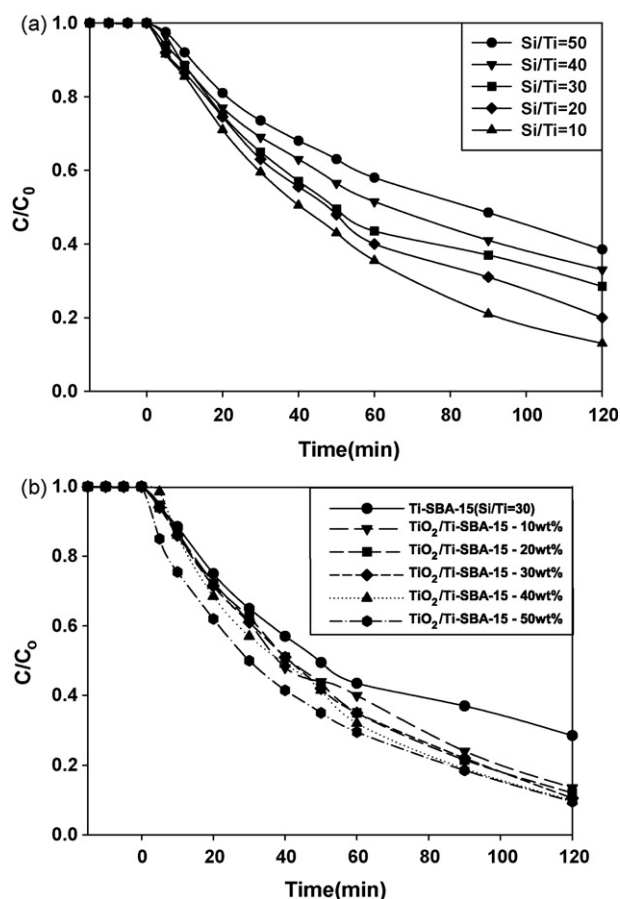 (a)
1.0
0.8
0.6
0.4
0.2
0.0
C/C0
Si/Ti=50
Si/Ti=40
Si/Ti=30
Si/Ti=20
Si/Ti=10
0 20 40 60 80 100 120
Time(min)
(b)
1.0
0.8
0.6
0.4
0.2
0.0
C/Co
Ti-SBA-15(Si/Ti=30)
TiO2/Ti-SBA-15 - 10wt%
TiO2/Ti-SBA-15 - 20wt%
TiO2/Ti-SBA-15 - 30wt%
TiO2/Ti-SBA-15 - 40wt%
TiO2/Ti-SBA-15 - 50wt%
0 20 40 60 80 100 120
Time(min)